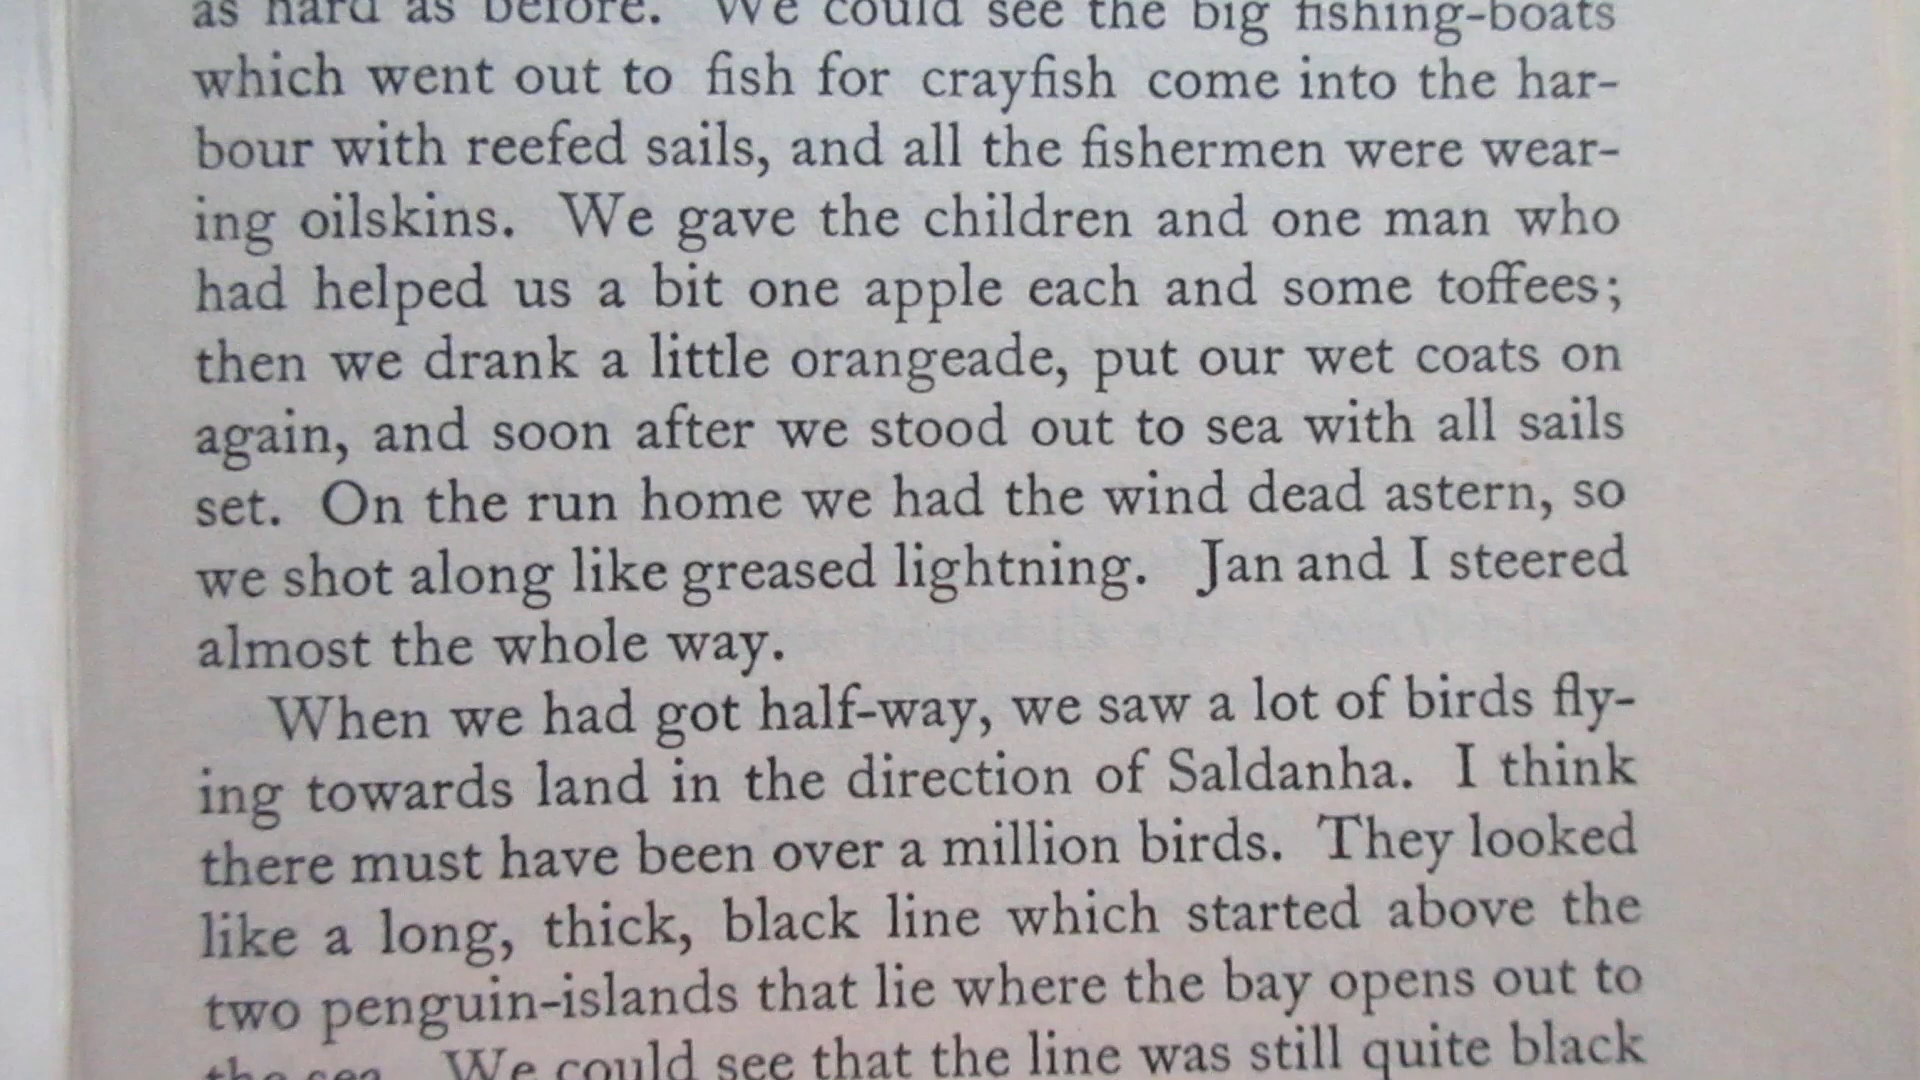 as hard as before. We could see the big fishing-boats
which went out to fish for crayfish come into the har-
bour with reefed sails, and all the fishermen were wear-
ing oilskins. We gave the children and one man who
had helped us a bit one apple each and some toffees;
then we drank a little orangeade, put our wet coats on
again, and soon after we stood out to sea with all sails
set. On the run home we had the wind dead astern, so
we shot along like greased lightning. Jan and I steered
almost the whole way.
When we had got half-way, we saw a lot of birds fly-
ing towards land in the direction of Saldanha. I think
there must have been over a million birds. They looked
like a long, thick, black line which started above the
two penguin-islands that lie where the bay opens out to
the sea. We could see that the line was still quite black